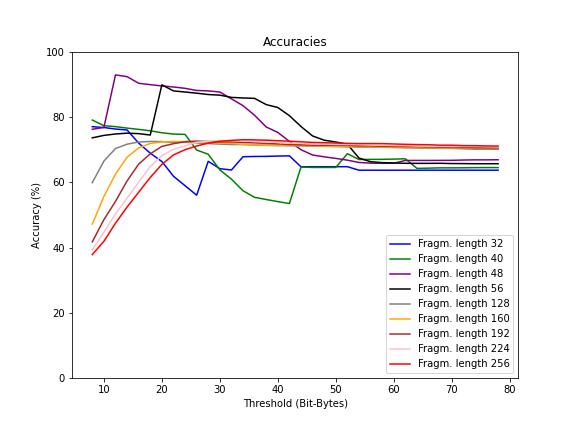 Accuracies
100
80
60
40
20
0
Accuracy (%)
10 20 30 40 50 60 70 80
Threshold (Bit-Bytes)
Fragm. length 32
Fragm. length 40
Fragm. length 48
Fragm. length 56
Fragm. length 128
Fragm. length 160
Fragm. length 192
Fragm. length 224
Fragm. length 256